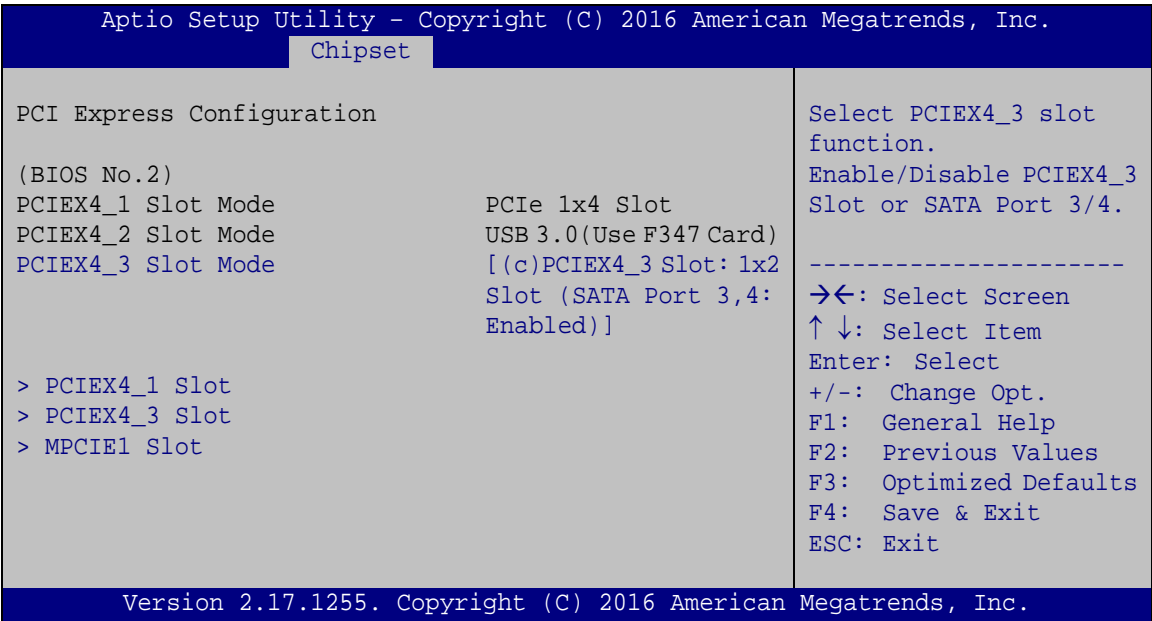 Aptio Setup Utility – Copyright (C) 2016 American Megatrends, Inc.
Chipset
PCI Express Configuration
(BIOS No.2)
PCIEX4_1 Slot Mode PCIe 1x4 Slot
PCIEX4_2 Slot Mode USB 3.0(Use F347 Card)
PCIEX4_3 Slot Mode [(c)PCIEX4_3 Slot: 1x2
Slot (SATA Port 3,4:
Enabled)]
> PCIEX4_1 Slot
> PCIEX4_3 Slot
> MPCIE1 Slot
Select PCIEX4_3 slot
function.
Enable/Disable PCIEX4_3
Slot or SATA Port 3/4.
----------------------
→←: Select Screen
↑ ↓: Select Item
Enter: Select
+/-: Change Opt.
F1: General Help
F2: Previous Values
F3: Optimized Defaults
F4: Save & Exit
ESC: Exit
Version 2.17.1255. Copyright (C) 2016 American Megatrends, Inc.